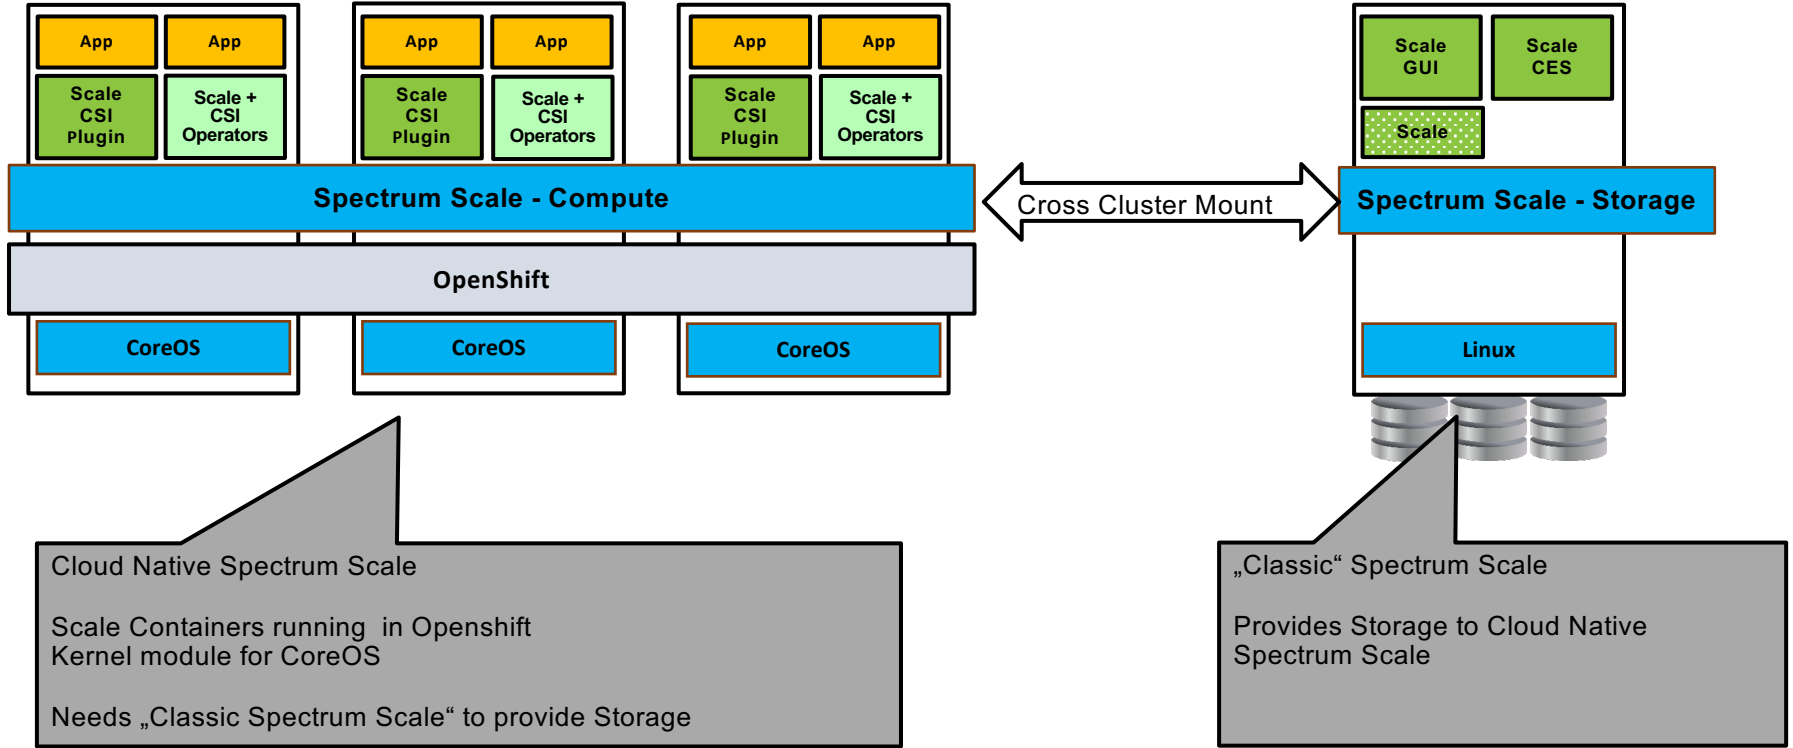 App
App
Scale
CSI
Plugin
Scale +
CSI
Operators
App
App
Scale
CSI
Plugin
Scale +
CSI
Operators
App
App
Scale
CSI
Plugin
Scale +
CSI
Operators
Scale
GUI
Scale
CES
Scale
Spectrum Scale - Compute
Cross Cluster Mount
Spectrum Scale - Storage
OpenShift
CoreOS
CoreOS
CoreOS
Linux
Cloud Native Spectrum Scale
Scale Containers running  in Openshift
Kernel module for CoreOS
Needs „Classic Spectrum Scale“ to provide Storage
„Classic“ Spectrum Scale
Provides Storage to Cloud Native
Spectrum Scale